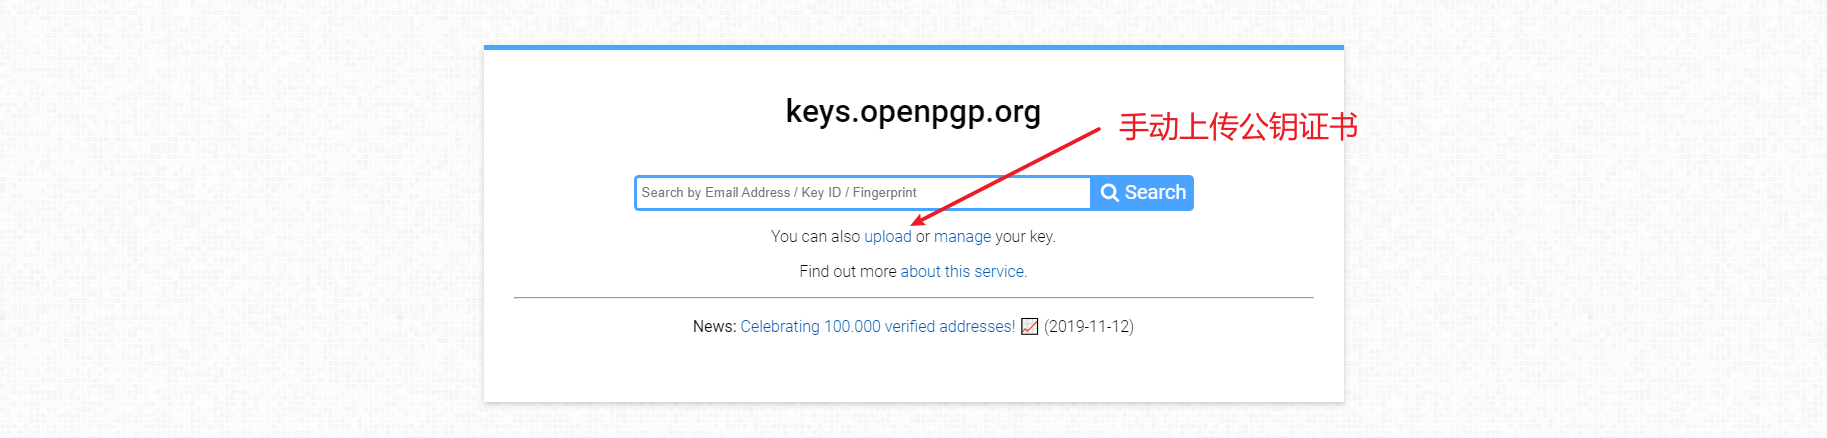 keys.openpgp.org
手动上传公钥证书
Search by Email Address / Key ID / Fingerprint
Search
You can also upload or manage your key.
Find out more about this service.
News: Celebrating 100.000 verified addresses! 📈 (2019-11-12)